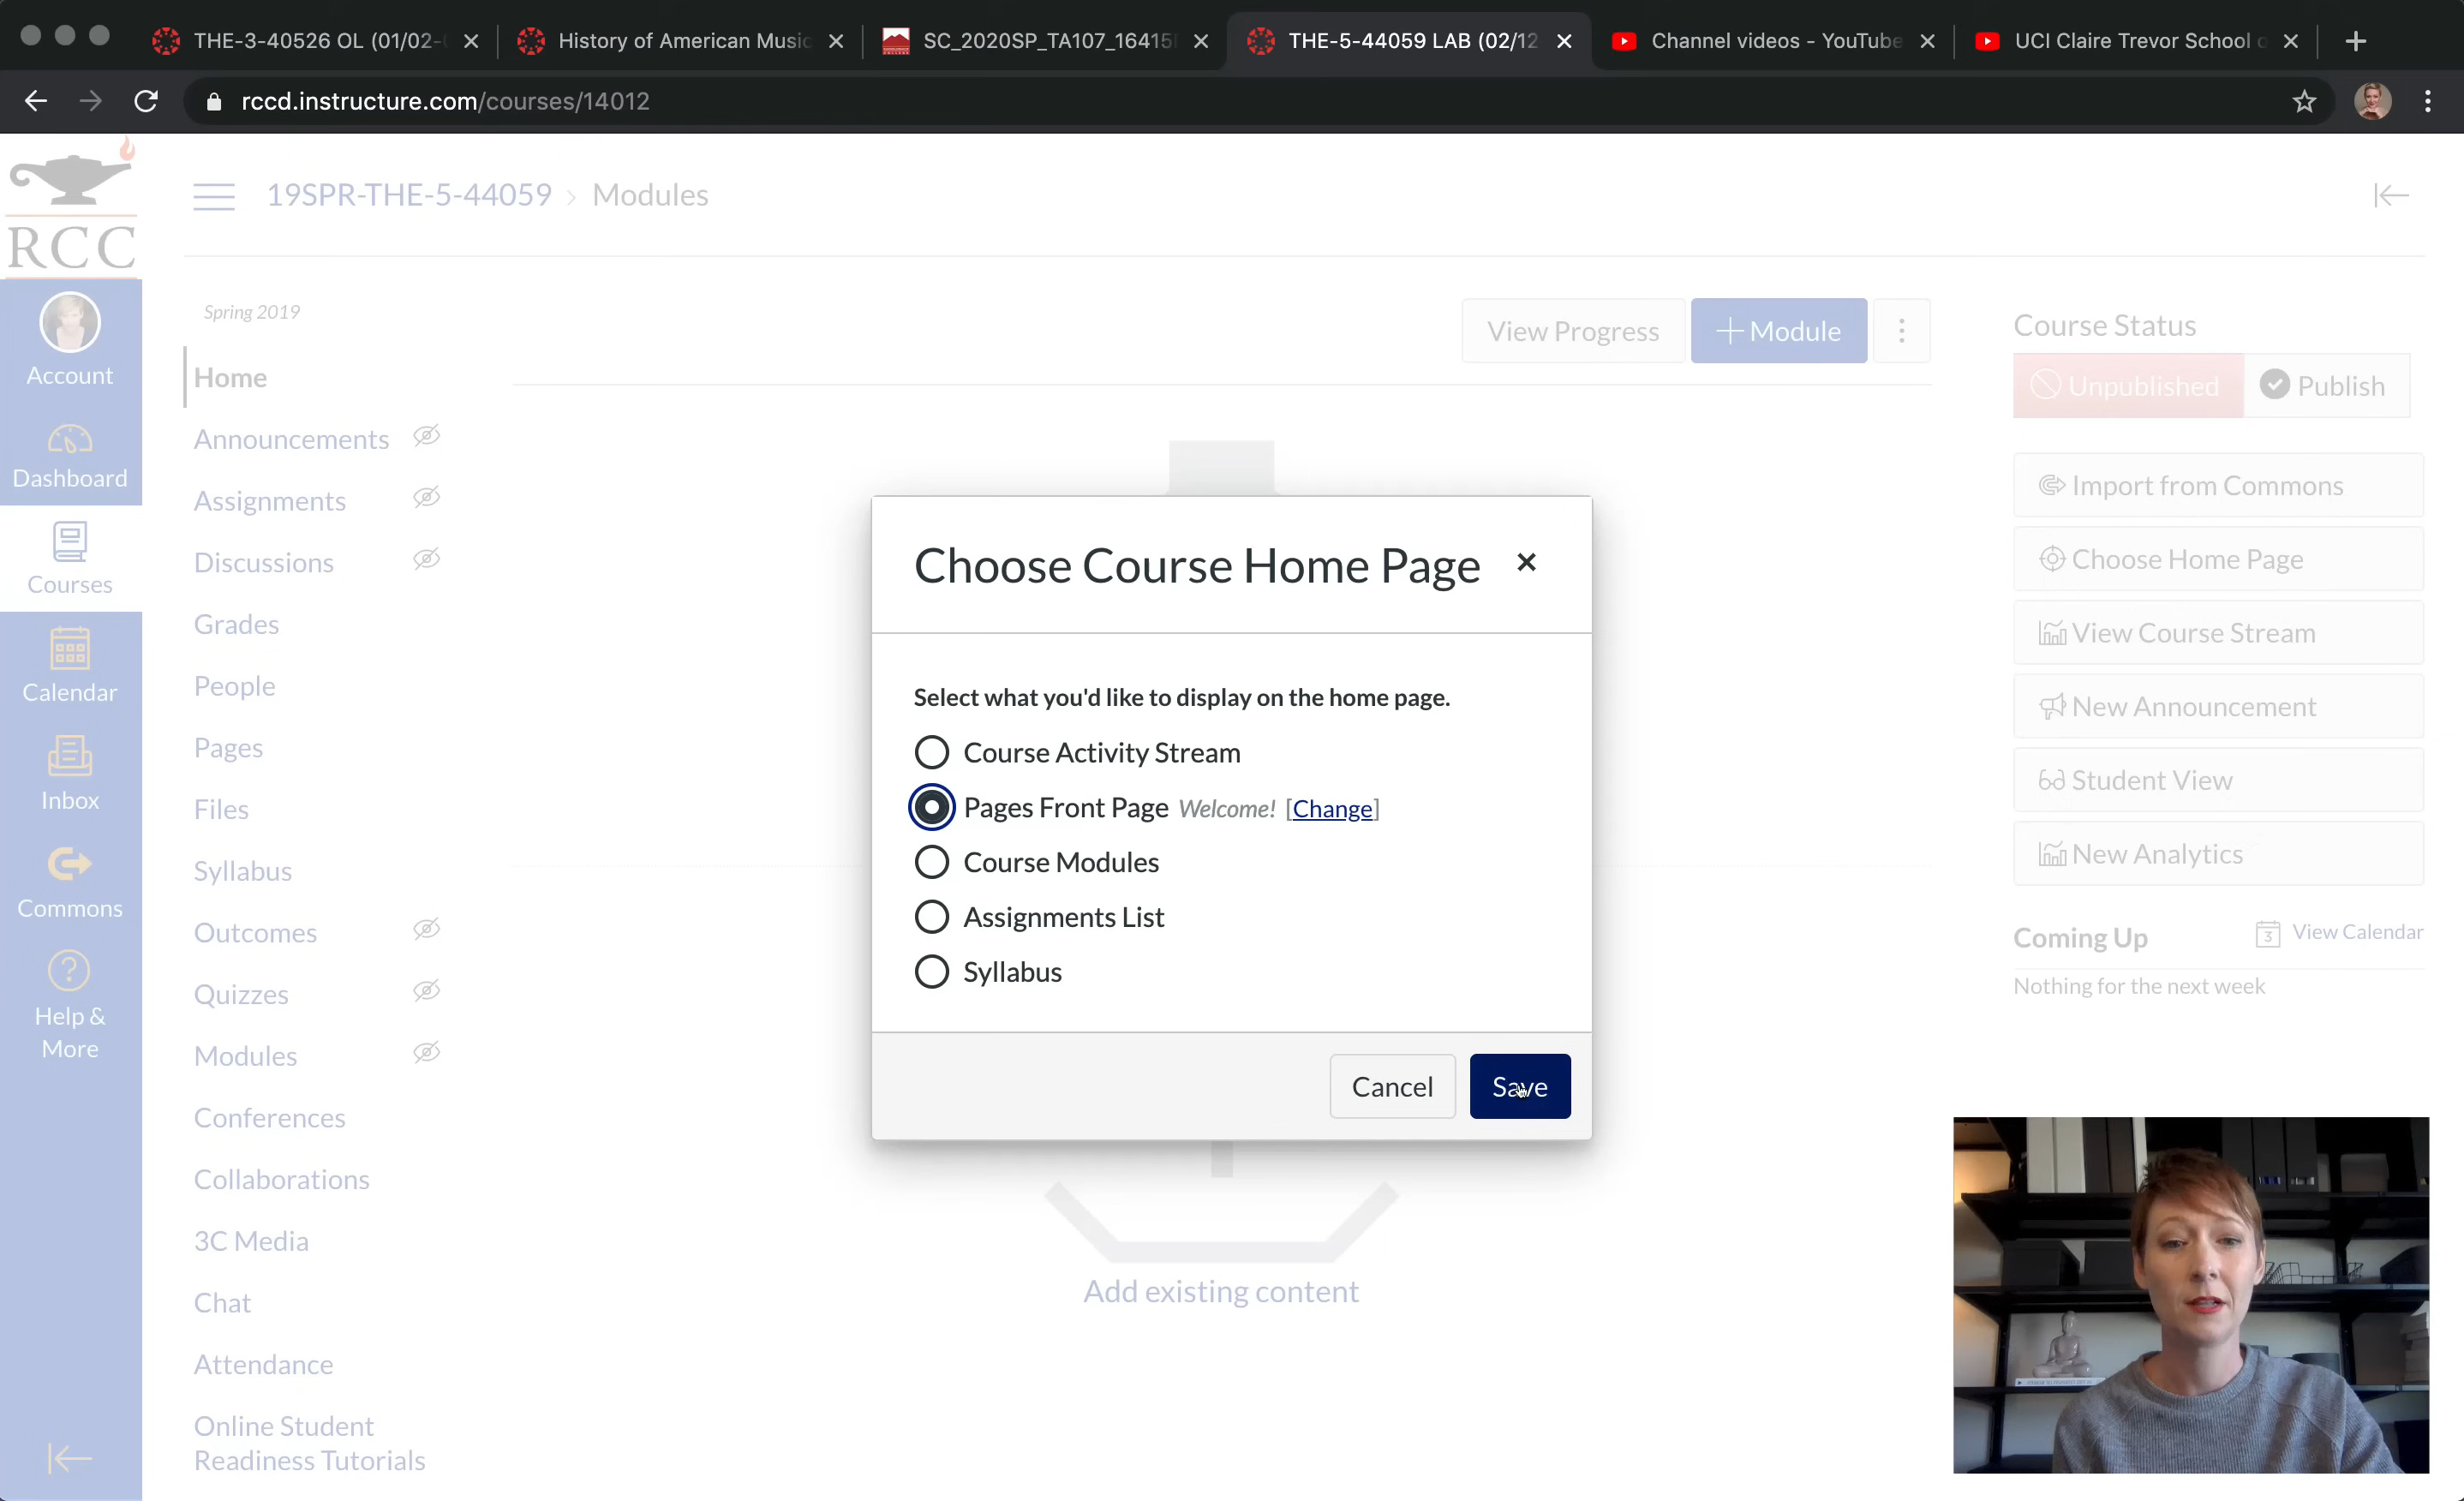 THE-3-40526 OL (01/02-
History of American Music
SC_2020SP_TA107_16415
THE-5-44059 LAB (02/12
Channel videos - YouTube
UCI Claire Trevor School
rccd.instructure.com/courses/14012
RCC
19SPR-THE-5-44059 > Modules
Spring 2019
View Progress
+ Module
Course Status
Unpublished
Publish
Account
Dashboard
Courses
Calendar
Inbox
Commons
Help &
More
Home
Announcements
Assignments
Discussions
Grades
People
Pages
Files
Syllabus
Outcomes
Quizzes
Modules
Conferences
Collaborations
3C Media
Chat
Attendance
Online Student
Readiness Tutorials
Choose Course Home Page
Select what you'd like to display on the home page.
Course Activity Stream
Pages Front Page Welcome! [Change]
Course Modules
Assignments List
Syllabus
Cancel
Save
Add existing content
Import from Commons
Choose Home Page
View Course Stream
New Announcement
Student View
New Analytics
Coming Up
3 View Calendar
Nothing for the next week